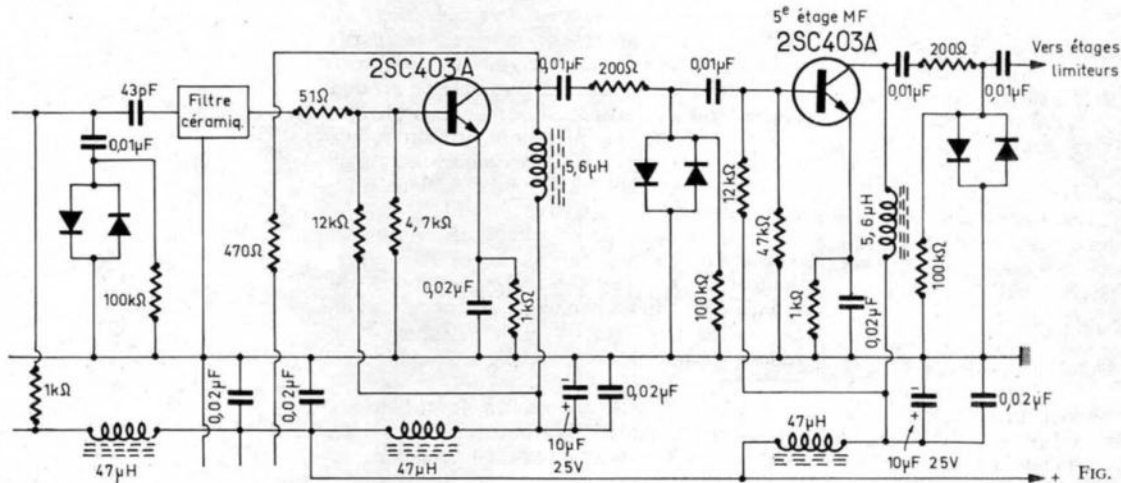 5e étage MF
2SC403A
2SC403A
0,01µF
200Ω
0,01µF
200Ω
Vers étages
limiteurs
0,01µF
0,01µF
43pF
Filtre
céramiq.
51Ω
0,01µF
5,6µH
12kΩ
5,6µH
470Ω
12kΩ
4,7kΩ
47kΩ
100kΩ
100kΩ
0,02µF
1kΩ
100kΩ
1kΩ
0,02µF
1kΩ
0,02µF
0,02µF
0,02µF
0,02µF
47µH
47µH
47µH
10µF
25V
10µF 25V
− +
− +
+ FIG.